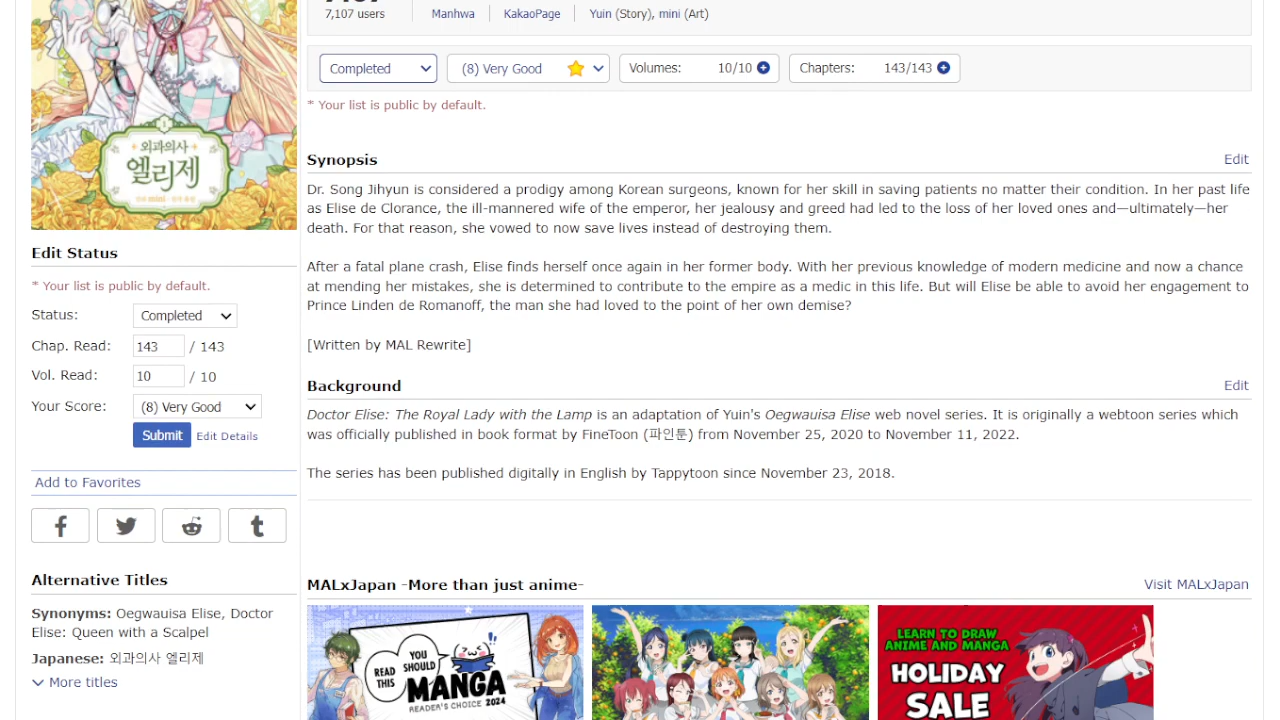 7,107 users
Manhwa
KakaoPage
Yuin (Story), mini (Art)
Completed
(8) Very Good
Volumes: 10/10
Chapters: 143/143
* Your list is public by default.
외과의사
엘리제
Synopsis
Edit
Dr. Song Jihyun is considered a prodigy among Korean surgeons, known for her skill in saving patients no matter their condition. In her past life
as Elise de Clorance, the ill-mannered wife of the emperor, her jealousy and greed had led to the loss of her loved ones and—ultimately—her
death. For that reason, she vowed to now save lives instead of destroying them.
After a fatal plane crash, Elise finds herself once again in her former body. With her previous knowledge of modern medicine and now a chance
at mending her mistakes, she is determined to contribute to the empire as a medic in this life. But will Elise be able to avoid her engagement to
Prince Linden de Romanoff, the man she had loved to the point of her own demise?
[Written by MAL Rewrite]
Background
Edit
Doctor Elise: The Royal Lady with the Lamp is an adaptation of Yuin's Oegwauisa Elise web novel series. It is originally a webtoon series which
was officially published in book format by FineToon (파인툰) from November 25, 2020 to November 11, 2022.
The series has been published digitally in English by Tappytoon since November 23, 2018.
Edit Status
* Your list is public by default.
Status: Completed
Chap. Read: 143 / 143
Vol. Read: 10 / 10
Your Score: (8) Very Good
Submit
Edit Details
Add to Favorites
Alternative Titles
Synonyms: Oegwauisa Elise, Doctor
Elise: Queen with a Scalpel
Japanese: 외과의사 엘리제
More titles
MALxJapan -More than just anime-
Visit MALxJapan
READ THIS
YOU SHOULD
MANGA
READER'S CHOICE 2024
LEARN TO DRAW
ANIME AND MANGA
HOLIDAY
SALE